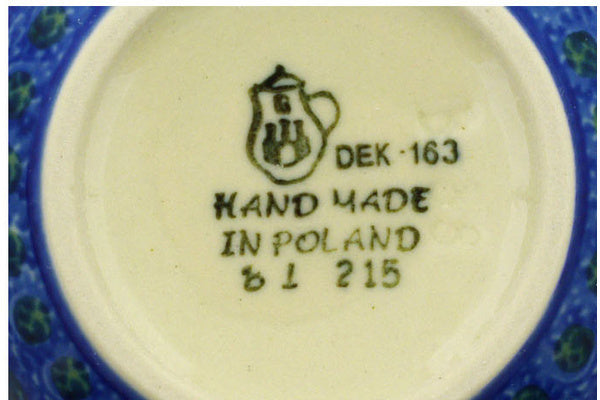 DEK - 163
HAND MADE
IN POLAND
81 215